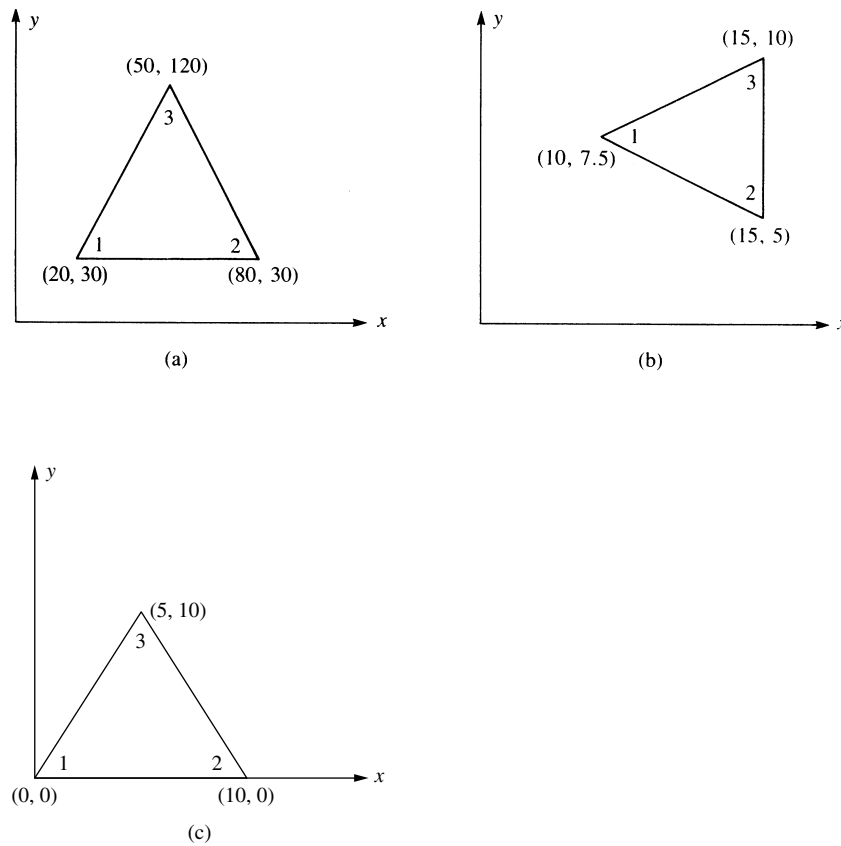 y
(50, 120)
3
1
2
(20, 30)
(80, 30)
x
(a)
y
(15, 10)
3
1
(10, 7.5)
2
(15, 5)
(b)
y
(5, 10)
3
1
2
x
(0, 0)
(10, 0)
(c)